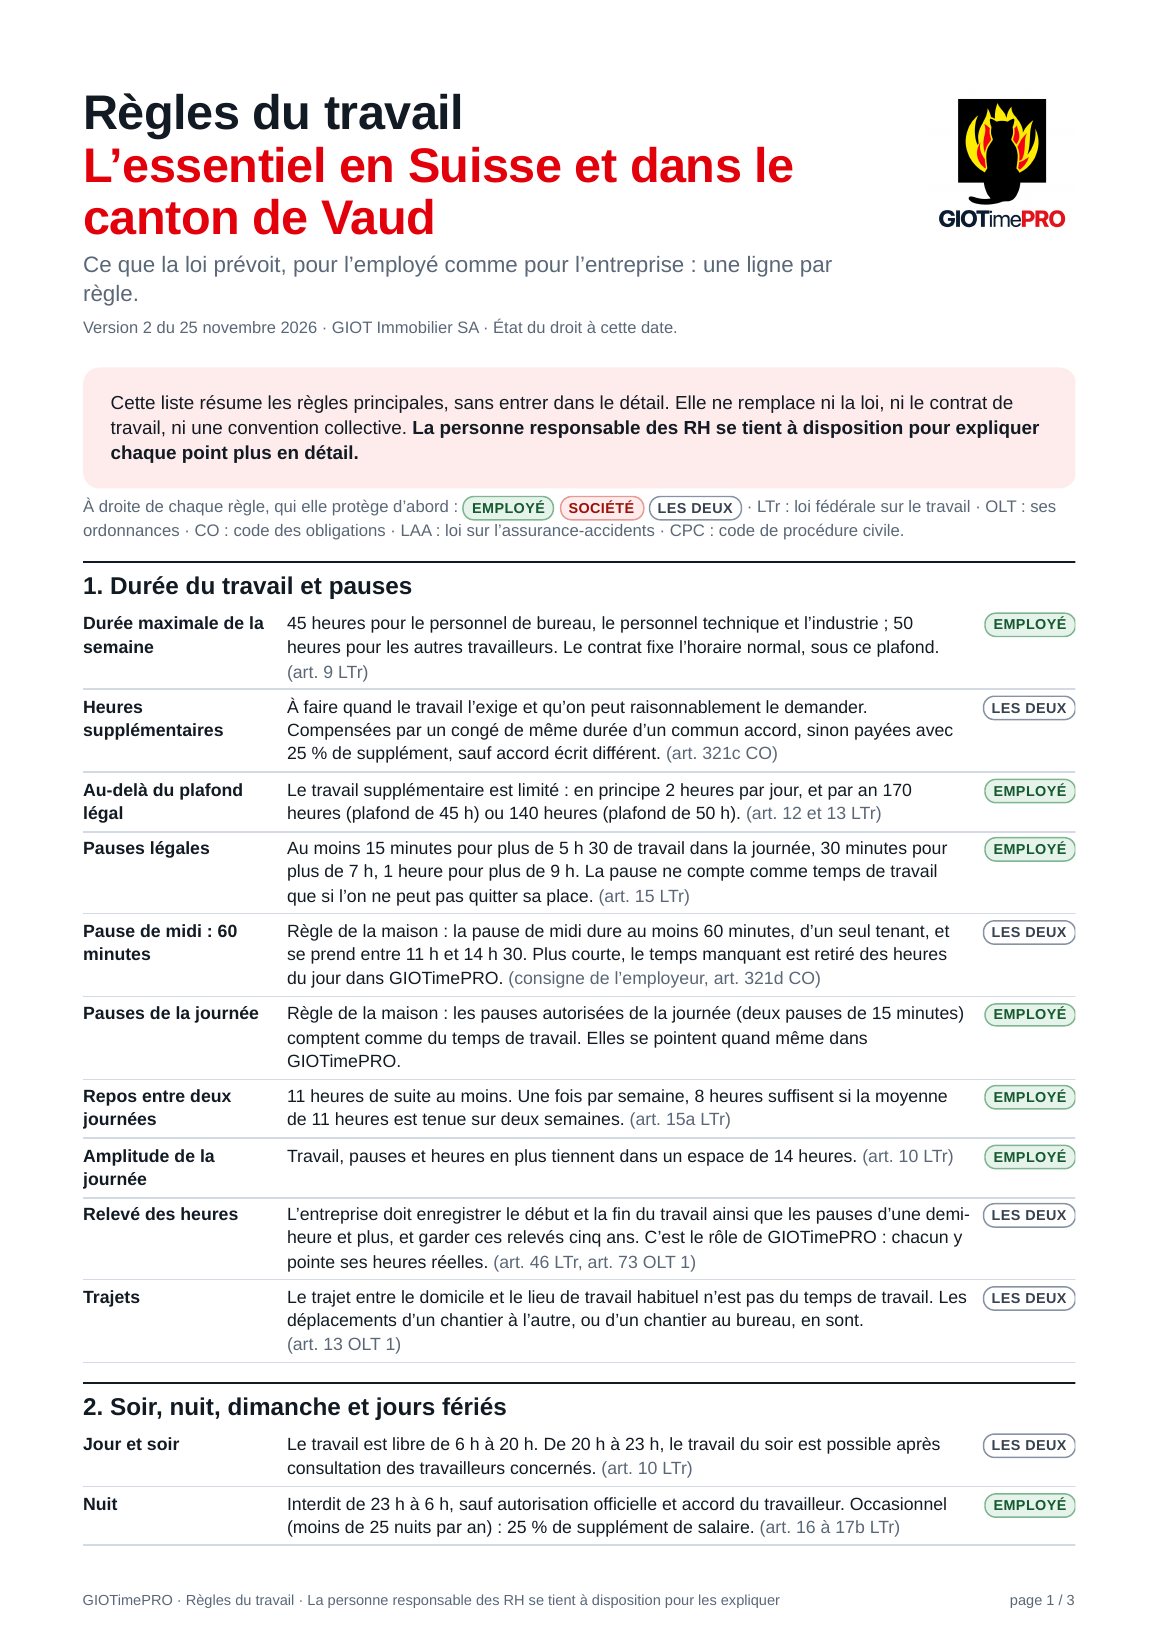 Règles du travail
L’essentiel en Suisse et dans le
canton de Vaud
Ce que la loi prévoit, pour l’employé comme pour l’entreprise : une ligne par
règle.
Version 2 du 25 novembre 2026 · GIOT Immobilier SA · État du droit à cette date.
GIOTimePRO
Cette liste résume les règles principales, sans entrer dans le détail. Elle ne remplace ni la loi, ni le contrat de
travail, ni une convention collective. La personne responsable des RH se tient à disposition pour expliquer
chaque point plus en détail.
À droite de chaque règle, qui elle protège d’abord : EMPLOYÉ SOCIÉTÉ LES DEUX · LTr : loi fédérale sur le travail · OLT : ses
ordonnances · CO : code des obligations · LAA : loi sur l’assurance-accidents · CPC : code de procédure civile.
1. Durée du travail et pauses
Durée maximale de la
semaine
45 heures pour le personnel de bureau, le personnel technique et l’industrie ; 50
heures pour les autres travailleurs. Le contrat fixe l’horaire normal, sous ce plafond.
(art. 9 LTr)
EMPLOYÉ
Heures
supplémentaires
À faire quand le travail l’exige et qu’on peut raisonnablement le demander.
Compensées par un congé de même durée d’un commun accord, sinon payées avec
25 % de supplément, sauf accord écrit différent. (art. 321c CO)
LES DEUX
Au-delà du plafond
légal
Le travail supplémentaire est limité : en principe 2 heures par jour, et par an 170
heures (plafond de 45 h) ou 140 heures (plafond de 50 h). (art. 12 et 13 LTr)
EMPLOYÉ
Pauses légales
Au moins 15 minutes pour plus de 5 h 30 de travail dans la journée, 30 minutes pour
plus de 7 h, 1 heure pour plus de 9 h. La pause ne compte comme temps de travail
que si l’on ne peut pas quitter sa place. (art. 15 LTr)
EMPLOYÉ
Pause de midi : 60
minutes
Règle de la maison : la pause de midi dure au moins 60 minutes, d’un seul tenant, et
se prend entre 11 h et 14 h 30. Plus courte, le temps manquant est retiré des heures
du jour dans GIOTimePRO. (consigne de l’employeur, art. 321d CO)
LES DEUX
Pauses de la journée
Règle de la maison : les pauses autorisées de la journée (deux pauses de 15 minutes)
comptent comme du temps de travail. Elles se pointent quand même dans
GIOTimePRO.
EMPLOYÉ
Repos entre deux
journées
11 heures de suite au moins. Une fois par semaine, 8 heures suffisent si la moyenne
de 11 heures est tenue sur deux semaines. (art. 15a LTr)
EMPLOYÉ
Amplitude de la
journée
Travail, pauses et heures en plus tiennent dans un espace de 14 heures. (art. 10 LTr)
EMPLOYÉ
Relevé des heures
L’entreprise doit enregistrer le début et la fin du travail ainsi que les pauses d’une demi-
heure et plus, et garder ces relevés cinq ans. C’est le rôle de GIOTimePRO : chacun y
pointe ses heures réelles. (art. 46 LTr, art. 73 OLT 1)
LES DEUX
Trajets
Le trajet entre le domicile et le lieu de travail habituel n’est pas du temps de travail. Les
déplacements d’un chantier à l’autre, ou d’un chantier au bureau, en sont.
(art. 13 OLT 1)
LES DEUX
2. Soir, nuit, dimanche et jours fériés
Jour et soir
Le travail est libre de 6 h à 20 h. De 20 h à 23 h, le travail du soir est possible après
consultation des travailleurs concernés. (art. 10 LTr)
LES DEUX
Nuit
Interdit de 23 h à 6 h, sauf autorisation officielle et accord du travailleur. Occasionnel
(moins de 25 nuits par an) : 25 % de supplément de salaire. (art. 16 à 17b LTr)
EMPLOYÉ
GIOTimePRO · Règles du travail · La personne responsable des RH se tient à disposition pour les expliquer
page 1 / 3